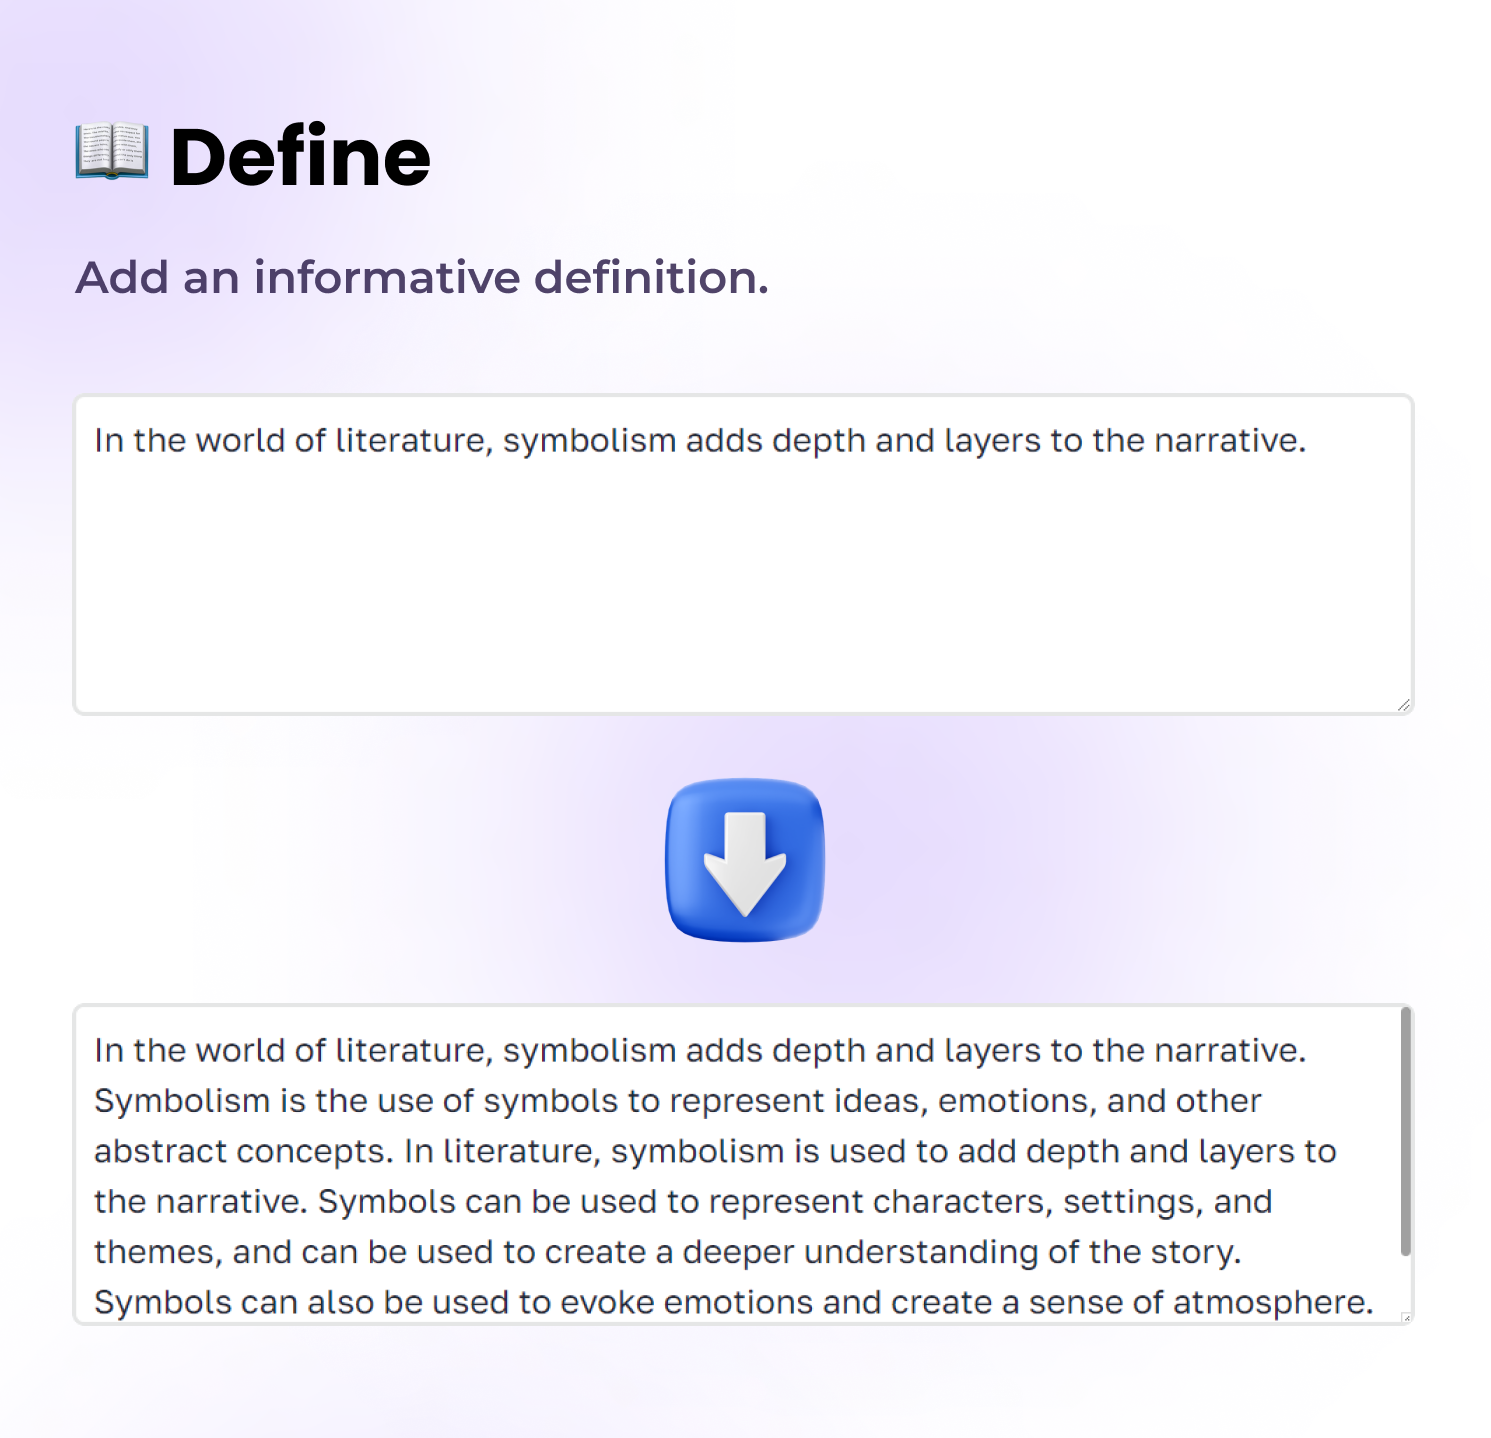 Define
Add an informative definition.
In the world of literature, symbolism adds depth and layers to the narrative.
In the world of literature, symbolism adds depth and layers to the narrative.
Symbolism is the use of symbols to represent ideas, emotions, and other
abstract concepts. In literature, symbolism is used to add depth and layers to
the narrative. Symbols can be used to represent characters, settings, and
themes, and can be used to create a deeper understanding of the story.
Symbols can also be used to evoke emotions and create a sense of atmosphere.